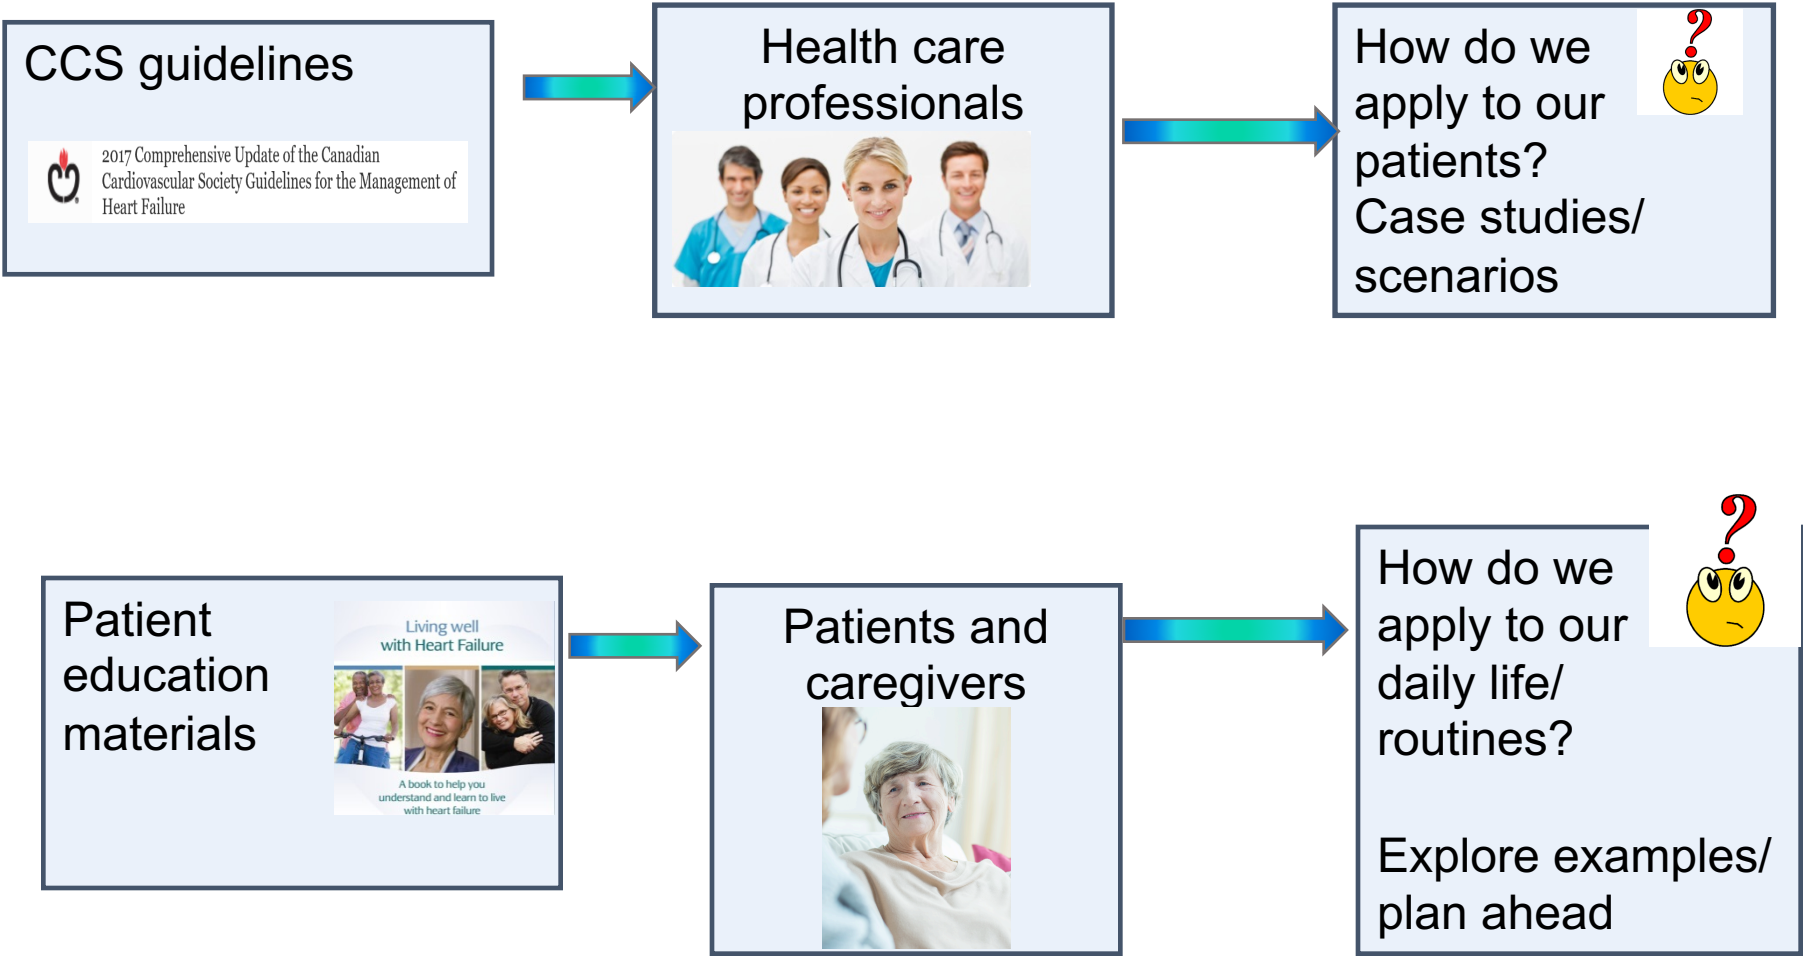 CCS guidelines
2017 Comprehensive Update of the Canadian
Cardiovascular Society Guidelines for the Management of
Heart Failure
Health care
professionals
How do we
apply to our
patients?
Case studies/
scenarios
?
Patient
education
materials
Living well
with Heart Failure
A book to help you
understand and learn to live
with heart failure
Patients and
caregivers
How do we
apply to our
daily life/
routines?
Explore examples/
plan ahead
?